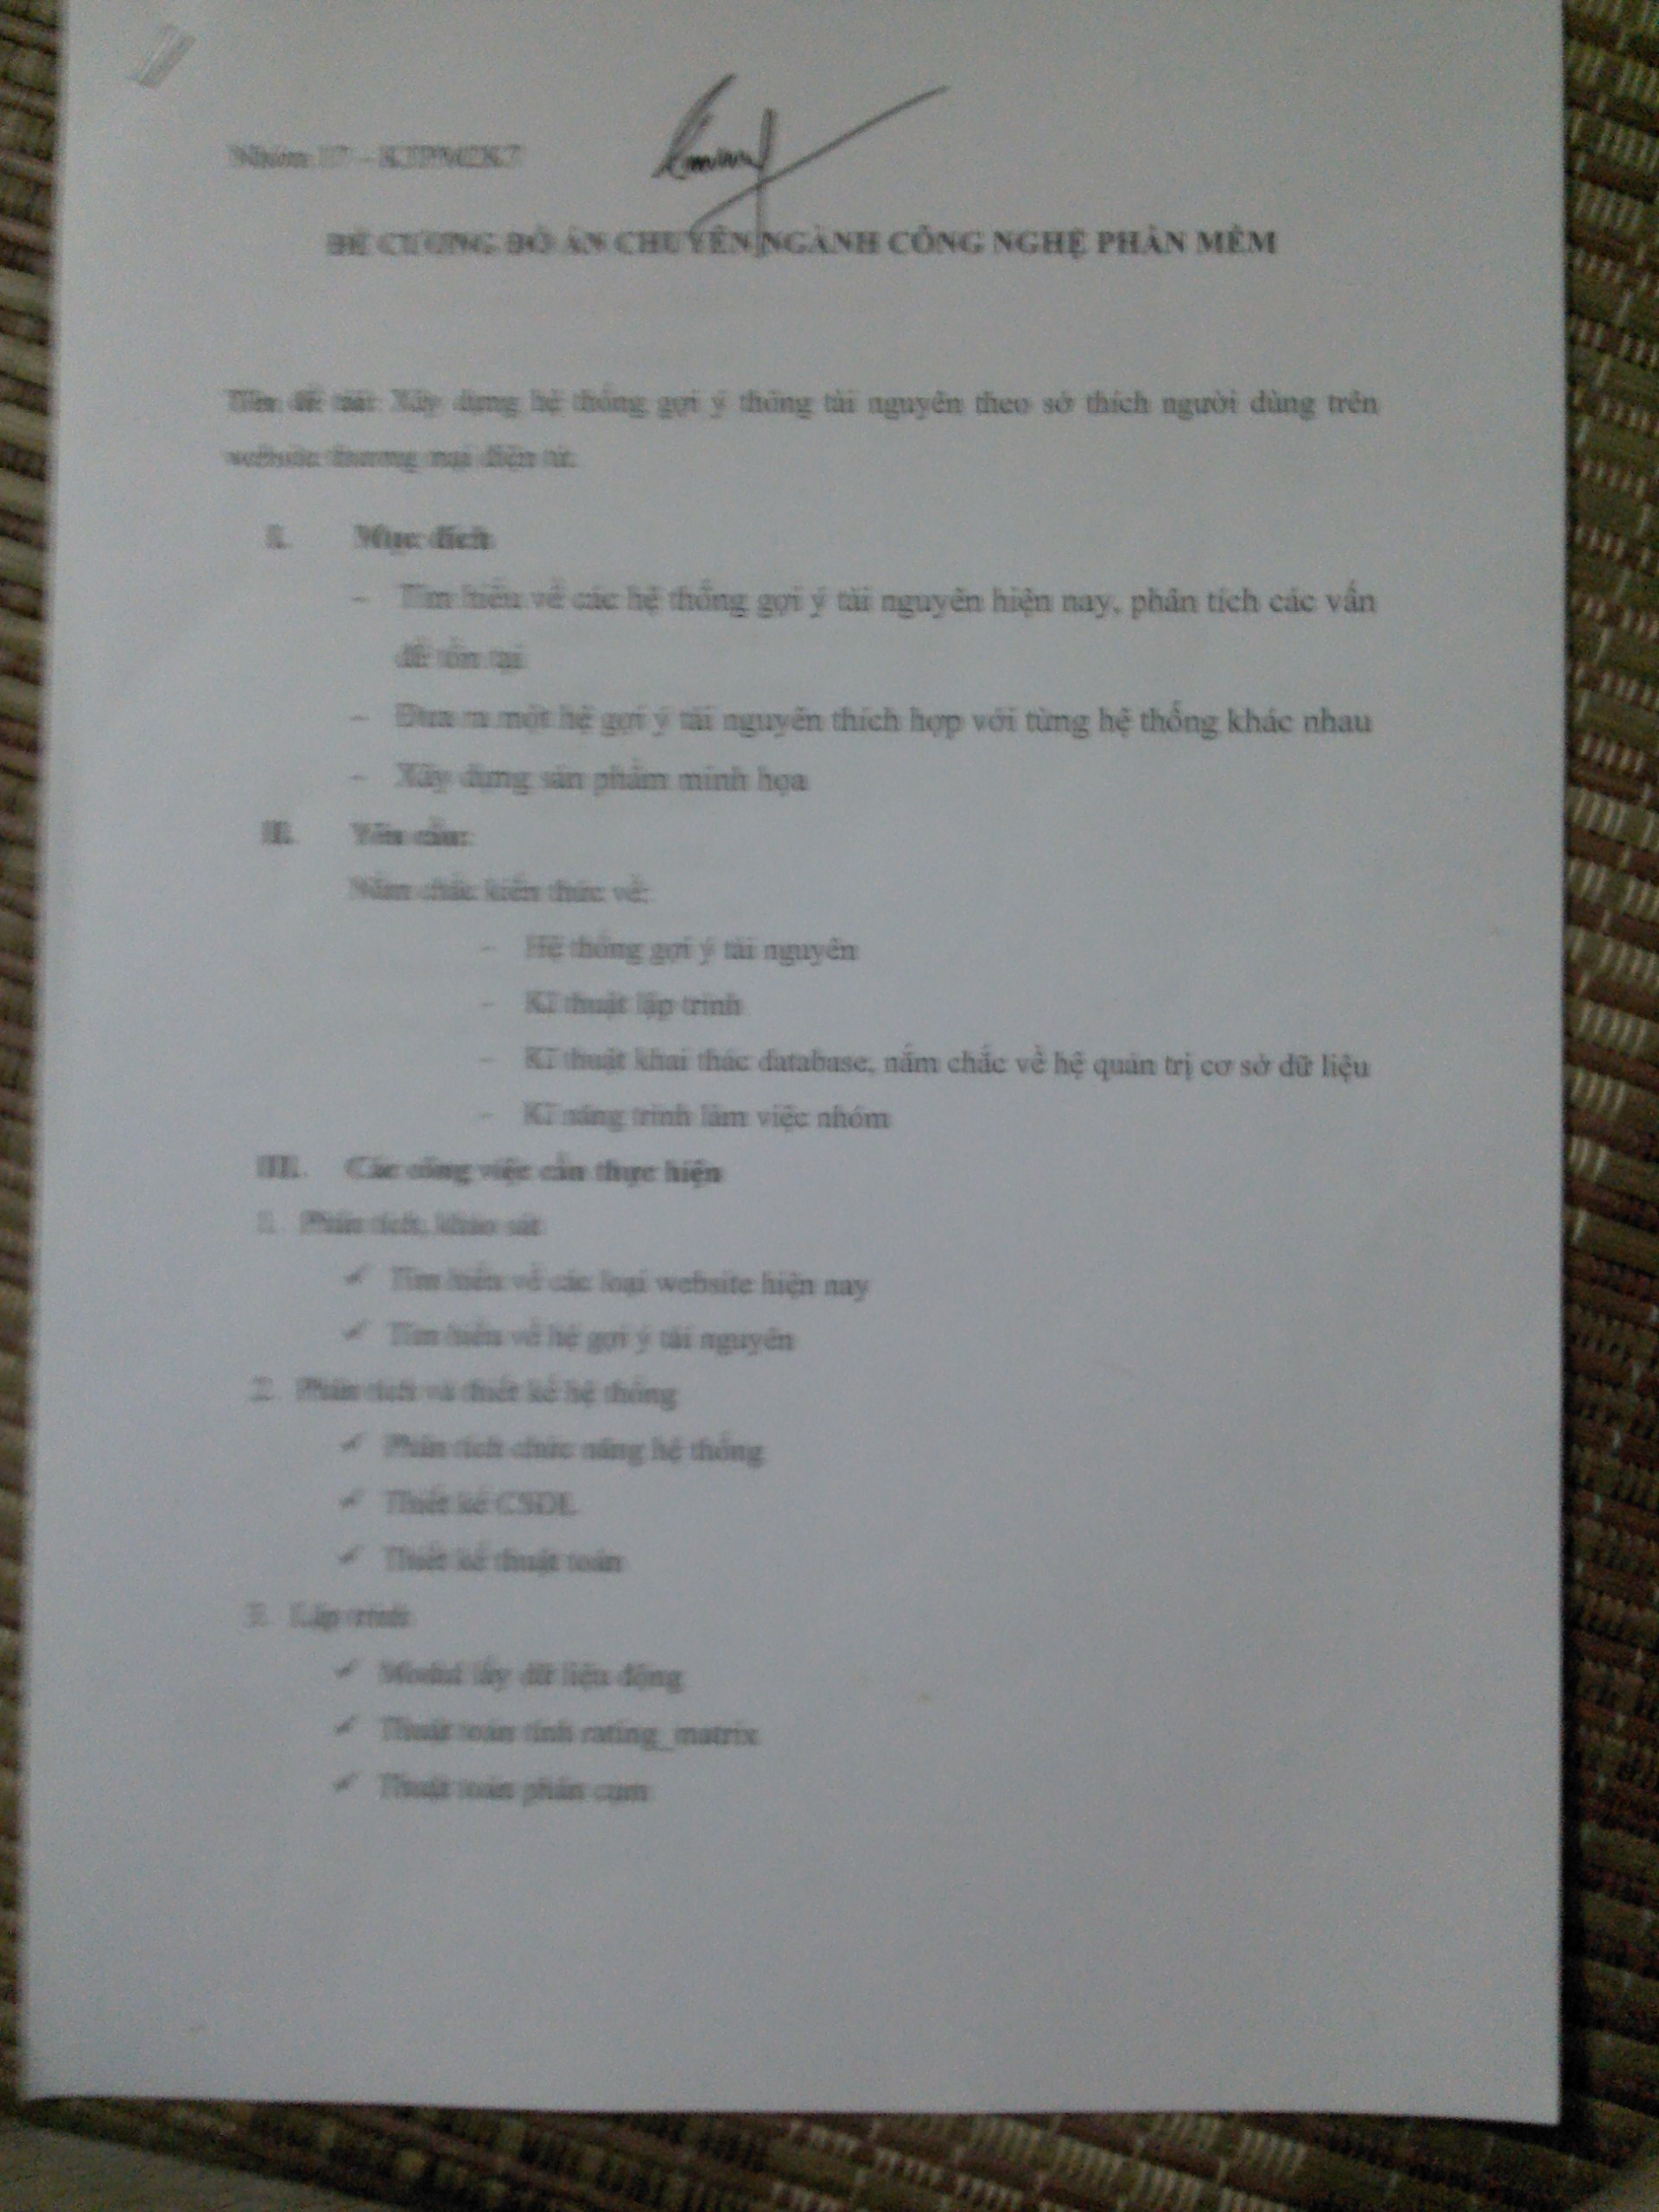 ĐỀ CƯƠNG ĐỒ ÁN CHUYÊN NGÀNH CÔNG NGHỆ PHẦN MỀM
Tên đề tài: Xây dựng hệ thống gợi ý thông tài nguyên theo sở thích người dùng trên
website thương mại điện tử.
I. Mục đích
– Tìm hiểu về các hệ thống gợi ý tài nguyên hiện nay, phân tích các vấn
đề tồn tại
– Đưa ra một hệ gợi ý tài nguyên thích hợp với từng hệ thống khác nhau
– Xây dựng sản phẩm minh họa
II. Yêu cầu:
Nắm chắc kiến thức về:
- Hệ thống gợi ý tài nguyên
- Kĩ thuật lập trình
- Kĩ thuật khai thác database, nắm chắc về hệ quản trị cơ sở dữ liệu
- Kĩ năng trình làm việc nhóm
III. Các công việc cần thực hiện
1. Phân tích, khảo sát
✓ Tìm hiểu về các loại website hiện nay
✓ Tìm hiểu về hệ gợi ý tài nguyên
2. Phân tích và thiết kế hệ thống
✓ Phân tích chức năng hệ thống
✓ Thiết kế CSDL
✓ Thiết kế thuật toán
3. Lập trình
✓ Modul lấy dữ liệu động
✓ Thuật toán tính rating_matrix
✓ Thuật toán phân cụm